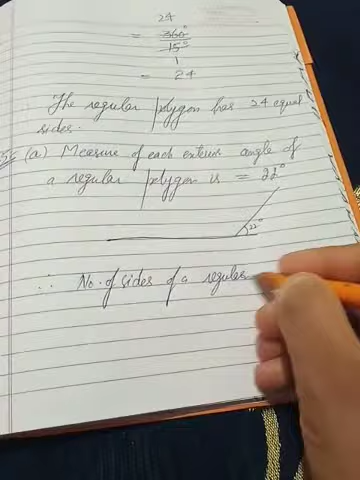 24
= 360°
15°
1
= 24
The regular polygon has 24 equal
sides.
(a) Measure of each exterior angle of
a regular polygon is = 22°
22°
∴ No. of sides of a regular